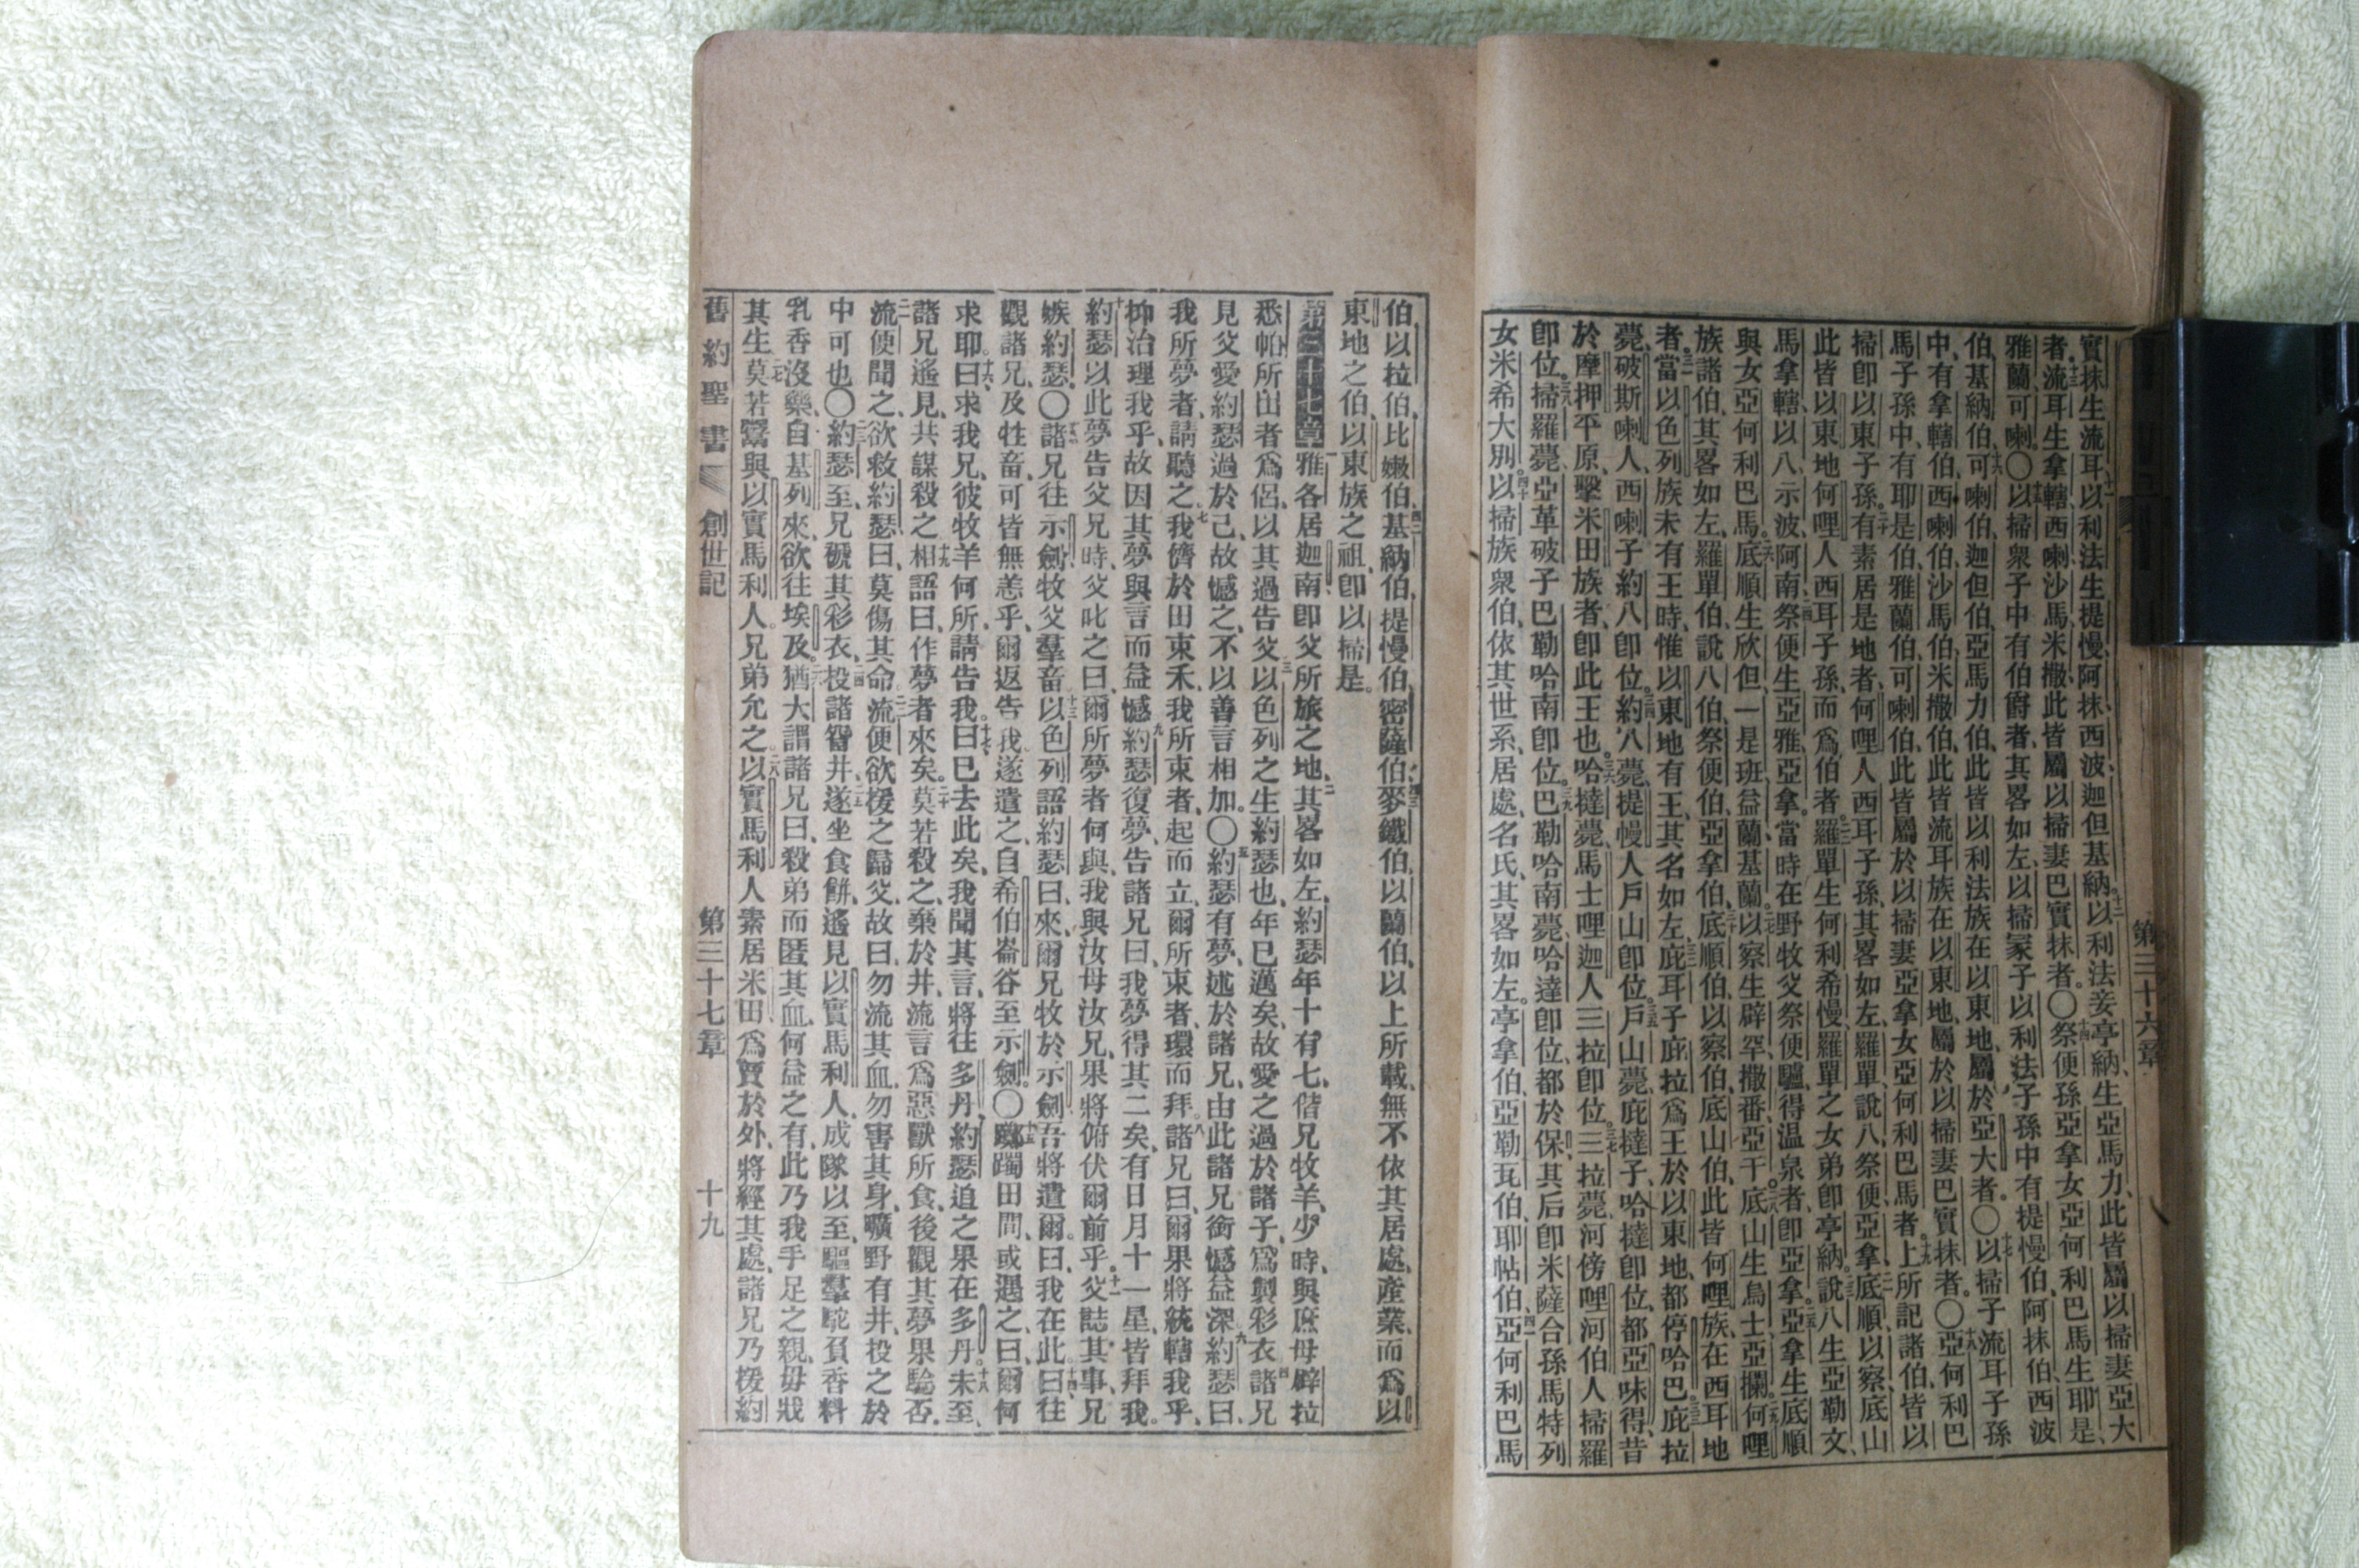 第三十六章
實抹生流耳、以利法生提慢、阿抹、西波、迦但、基納。以利法妾亭納、生亞馬力、此皆屬以掃妻亞大
者。流耳生拿轄、西喇、沙馬、米撒、此皆屬以掃妻巴實抹者。〇祭便孫亞拿女亞何利巴馬、生耶是、
雅蘭、可喇。〇以掃衆子中有伯爵者、其畧如左、以掃冢子以利法子孫中、有提慢伯、阿抹伯、西波
伯、基納伯、可喇伯、迦但伯、亞馬力伯、此皆以利法族、在以東地、屬於亞大者。〇以掃子流耳子孫
中、有拿轄伯、西喇伯、沙馬伯、米撒伯、此皆流耳族、在以東地、屬於以掃妻巴實抹者。〇亞何利巴
馬子孫中、有耶是伯、雅蘭伯、可喇伯、此皆屬於以掃妻亞拿女亞何利巴馬者。上所記諸伯、皆以
掃卽以東子孫。有素居是地者、何哩人西耳子孫、其畧如左、羅單、說八、祭便、亞拿、底順、以察、底山、
此皆以東地何哩人西耳子孫、而爲伯者。羅單生何利、希慢、羅單之女弟卽亭納。說八生亞勒文、
馬拿轄、以八、示波、阿南。祭便生亞雅、亞拿。當時在野牧父祭便驢、得温泉者、卽亞拿。亞拿生底順、
與女亞何利巴馬。底順生欣但、一是班、益蘭、基蘭。以察生辟罕、撒番、亞干。底山生烏士、亞欄。何哩
族諸伯、其畧如左、羅單伯、說八伯、祭便伯、亞拿伯、底順伯、以察伯、底山伯、此皆何哩族、在西耳地
者。當以色列族未有王時、惟以東地有王、其名如左、庇耳子庇拉爲王於以東地、都停哈巴。庇拉
薨、破斯喇人西喇子約八卽位。約八薨、提幔人戶山卽位。戶山薨、庇撻子哈撻卽位、都亞味得、昔
於摩押平原、擊米田族者、卽此王也。哈撻薨、馬士哩迦人三拉卽位。三拉薨、河傍哩河伯人掃羅
卽位。掃羅薨、亞革破子巴勒哈南卽位。巴勒哈南薨、哈達卽位、都於保、其后卽米薩合孫、馬特列
女、米希大別。以掃族衆伯、依其世系、居處、名氏、其畧如左。亭拿伯、亞勒瓦伯、耶帖伯、亞何利巴馬
伯、以拉伯、比嫩伯、基納伯、提慢伯、密薩伯、麥鐵伯、以蘭伯、以上所載、無不依其居處、產業、而爲以
東地之伯、以東族之祖、卽以掃是。
第三十七章雅各居迦南、卽父所旅之地、其畧如左、約瑟年十有七、偕兄牧羊、少時、與庶母辟拉
悉帕所出者爲侶、以其過告父、以色列之生約瑟也、年已邁矣、故愛之過於諸子、爲製彩衣、諸兄
見父愛約瑟過於己、故憾之、不以善言相加。〇約瑟有夢、述於諸兄、由此諸兄銜憾益深、約瑟曰、
我所夢者、請聽之。我儕於田束禾、我所束者、起而立、爾所束者、環而拜。諸兄曰、爾果將統轄我乎、
抑治理我乎、故因其夢與言、而益憾。約瑟復夢、告諸兄曰、我夢得其二矣、有日月十一星、皆拜我。
約瑟以此夢告父兄時、父叱之曰、爾所夢者何與、我與汝母汝兄、果將俯伏爾前乎。父誌其事、兄
嫉約瑟。〇諸兄往示劍、牧父羣畜、以色列語約瑟曰、來、爾兄牧於示劍、吾將遣爾。曰、我在此。曰、往
觀諸兄及牲畜、可皆無恙乎、爾返告我、遂遣之、自希伯崙谷、至示劍。〇躑躅田間、或遇之、曰、爾何
求耶。曰、求我兄、彼牧羊何所、請告我。曰、已去此矣、我聞其言、將往多丹、約瑟追之、果在多丹。未至、
諸兄遙見、共謀殺之、相語曰、作夢者來矣。莫若殺之、棄於井、流言爲惡獸所食、後觀其夢果驗否。
流便聞之、欲救約瑟、曰、莫傷其命。流便欲援之歸父、故曰、勿流其血、勿害其身、曠野有井、投之於
中可也。〇約瑟至、兄褫其彩衣、投諸眢井、遂坐食餅、遙見以實馬利人、成隊以至、驅羣駝、負香料、
乳香、沒藥、自基列來、欲往埃及。猶大謂諸兄曰、殺弟而匿其血、何益之有、此乃我手足之親、毋戕
其生、莫若鬻與以實馬利人。兄弟允之。以實馬利人、素居米田、爲賈於外、將經其處、諸兄乃援約
舊約聖書 創世記 第三十七章 十九